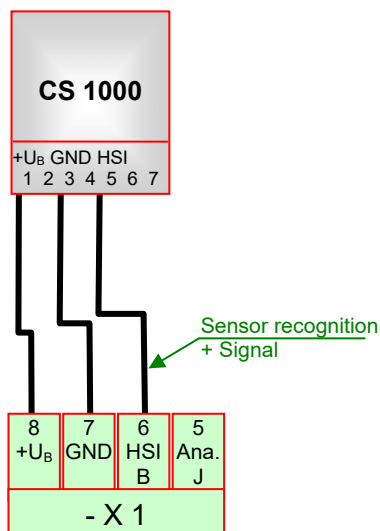 CS 1000
+UB GND HSI
1 2 3 4 5 6 7
Sensor recognition
+ Signal
8 7 6 5
+UB GND HSI Ana.
B J
- X 1